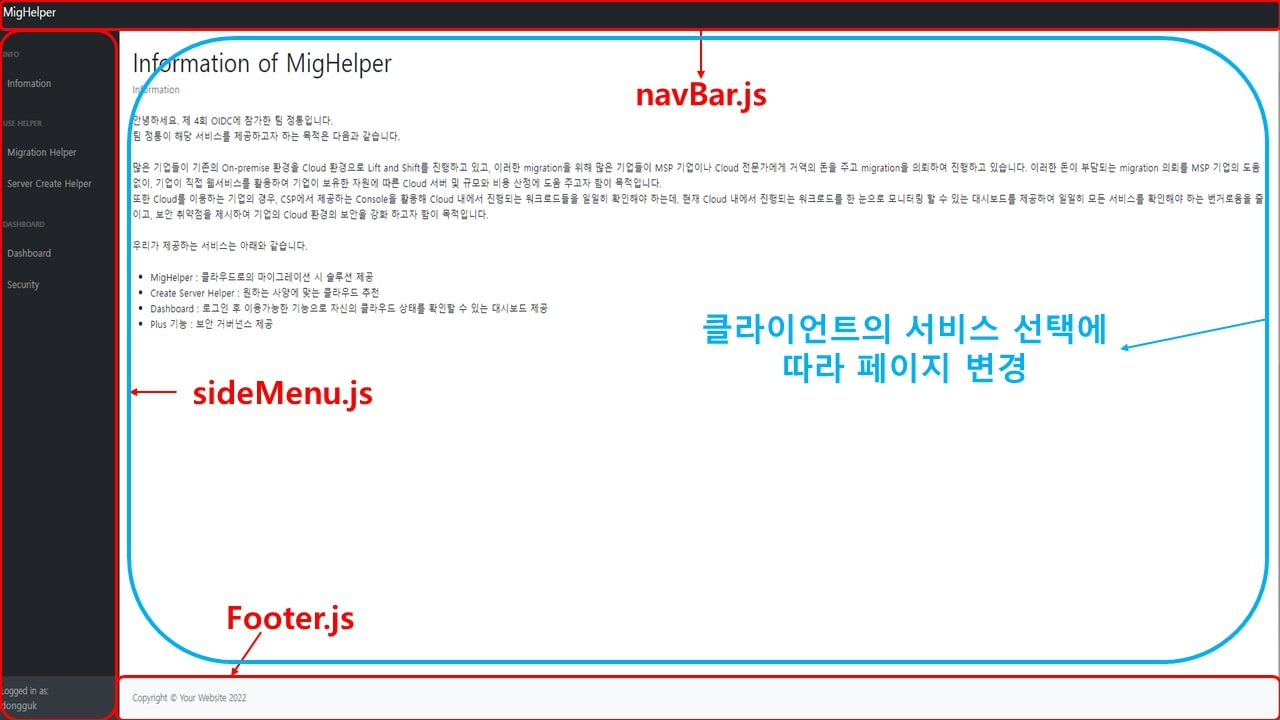 MigHelper
INFO
Infomation
USE HELPER
Migration Helper
Server Create Helper
DASHBOARD
Dashboard
Security
Logged in as:
dongguk
Information of MigHelper
Information
navBar.js
안녕하세요. 제 4회 OIDC에 참가한 팀 정통입니다.
팀 정통이 해당 서비스를 제공하고자 하는 목적은 다음과 같습니다.
많은 기업들이 기존의 On-premise 환경을 Cloud 환경으로 Lift and Shift를 진행하고 있고, 이러한 migration을 위해 많은 기업들이 MSP 기업이나 Cloud 전문가에게 거액의 돈을 주고 migration을 의뢰하여 진행하고 있습니다. 이러한 돈이 부담되는 migration 의뢰를 MSP 기업의 도움
없이, 기업이 직접 웹서비스를 활용하여 기업이 보유한 자원에 따른 Cloud 서버 및 규모와 비용 산정에 도움 주고자 함이 목적입니다.
또한 Cloud를 이용하는 기업의 경우, CSP에서 제공하는 Console을 활용해 Cloud 내에서 진행되는 워크로드들을 일일히 확인해야 하는데, 현재 Cloud 내에서 진행되는 워크로드를 한 눈으로 모니터링 할 수 있는 대시보드를 제공하여 일일히 모든 서비스를 확인해야 하는 번거로움을 줄
이고, 보안 취약점을 제시하여 기업의 Cloud 환경의 보안을 강화 하고자 함이 목적입니다.
우리가 제공하는 서비스는 아래와 같습니다.
• MigHelper : 클라우드로의 마이그레이션 시 솔루션 제공
• Create Server Helper : 원하는 사양에 맞는 클라우드 추천
• Dashboard : 로그인 후 이용가능한 기능으로 자신의 클라우드 상태를 확인할 수 있는 대시보드 제공
• Plus 기능 : 보안 거버넌스 제공
클라이언트의 서비스 선택에
따라 페이지 변경
sideMenu.js
Footer.js
Copyright © Your Website 2022